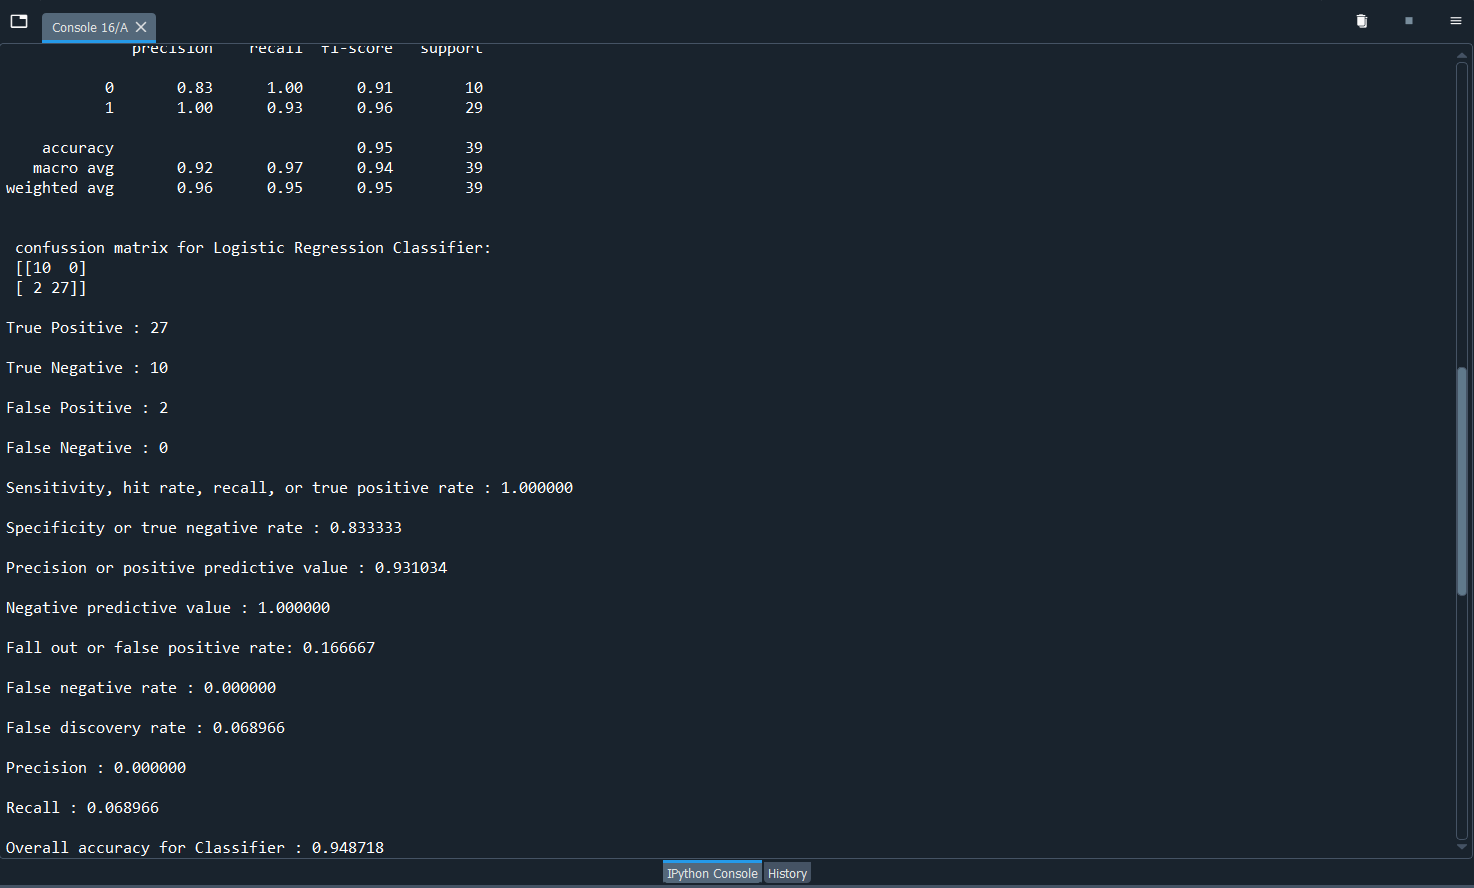 Console 16/A
precision recall f1-score support
0 0.83 1.00 0.91 10
1 1.00 0.93 0.96 29
accuracy 0.95 39
macro avg 0.92 0.97 0.94 39
weighted avg 0.96 0.95 0.95 39
confussion matrix for Logistic Regression Classifier:
[[10  0]
[ 2 27]]
True Positive : 27
True Negative : 10
False Positive : 2
False Negative : 0
Sensitivity, hit rate, recall, or true positive rate : 1.000000
Specificity or true negative rate : 0.833333
Precision or positive predictive value : 0.931034
Negative predictive value : 1.000000
Fall out or false positive rate: 0.166667
False negative rate : 0.000000
False discovery rate : 0.068966
Precision : 0.000000
Recall : 0.068966
Overall accuracy for Classifier : 0.948718
IPython Console History